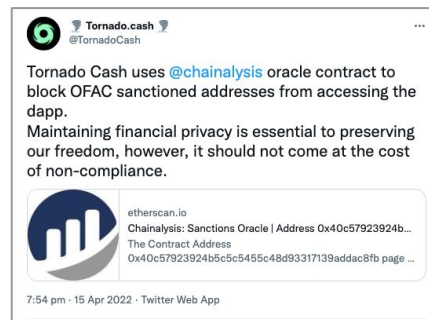 Tornado.cash
@TornadoCash
Tornado Cash uses @chainalysis oracle contract to
block OFAC sanctioned addresses from accessing the
dapp.
Maintaining financial privacy is essential to preserving
our freedom, however, it should not come at the cost
of non-compliance.
etherscan.io
Chainalysis: Sanctions Oracle | Address 0x40c57923924b...
The Contract Address
0x40c57923924b5c5c5455c48d93317139addac8fb page ...
7:54 pm · 15 Apr 2022 · Twitter Web App